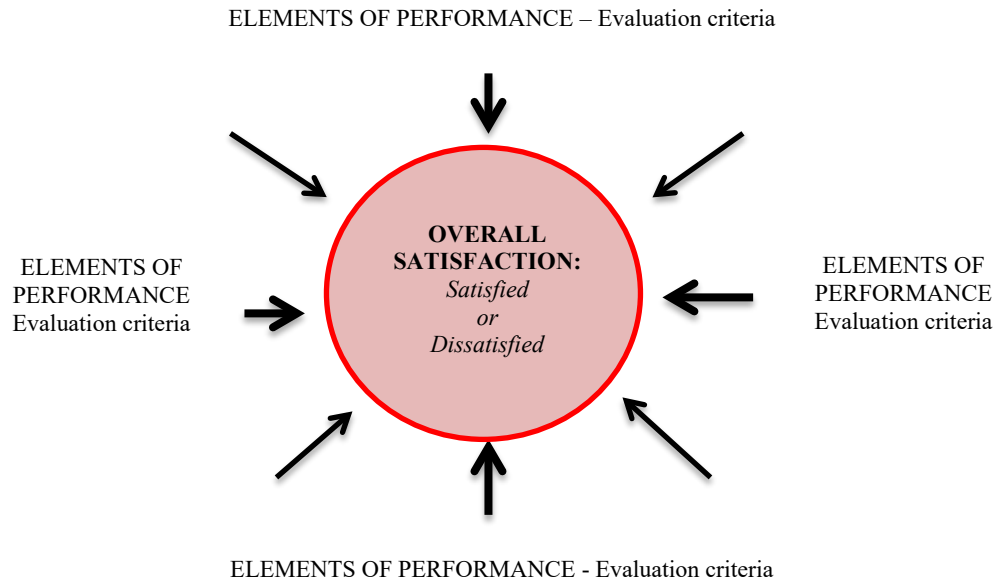 ELEMENTS OF PERFORMANCE – Evaluation criteria
OVERALL
SATISFACTION:
Satisfied
or
Dissatisfied
ELEMENTS OF
PERFORMANCE
Evaluation criteria
ELEMENTS OF
PERFORMANCE
Evaluation criteria
ELEMENTS OF PERFORMANCE - Evaluation criteria